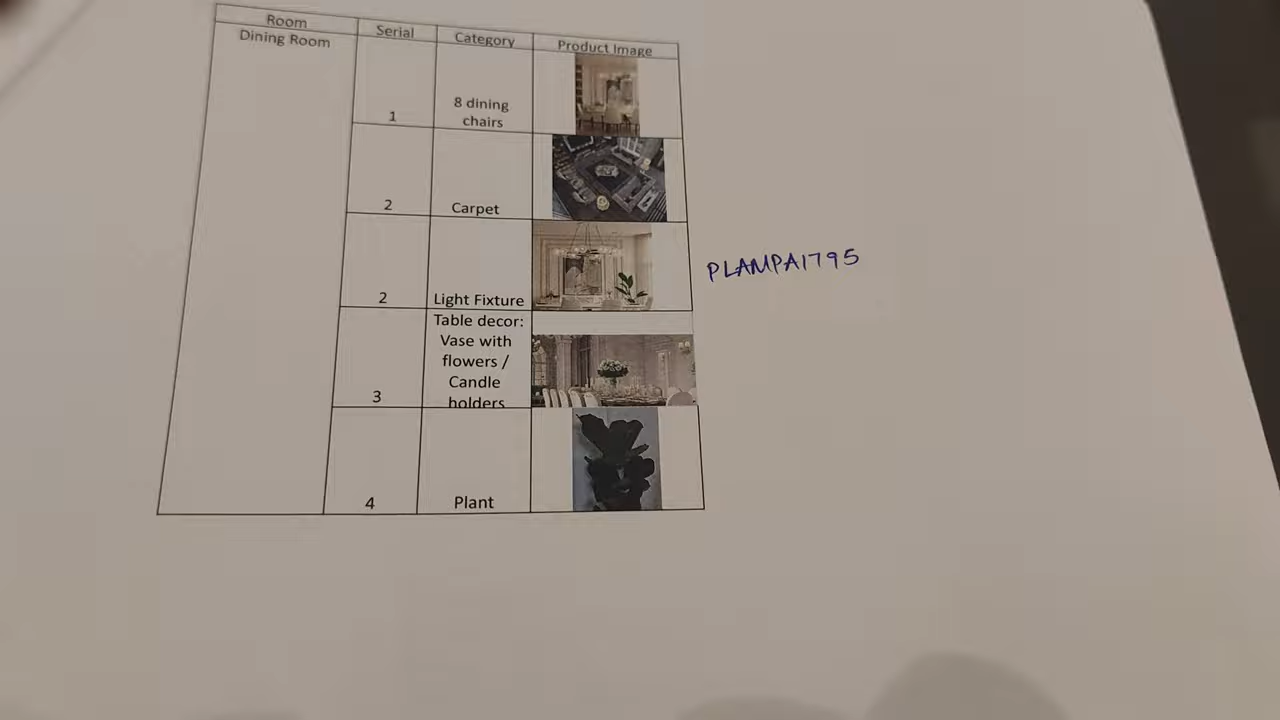 Room Serial Category Product Image
Dining Room
1 8 dining
chairs
2 Carpet
2 Light Fixture PLAMPA1795
Table decor:
Vase with
flowers /
Candle
3 holders
4 Plant